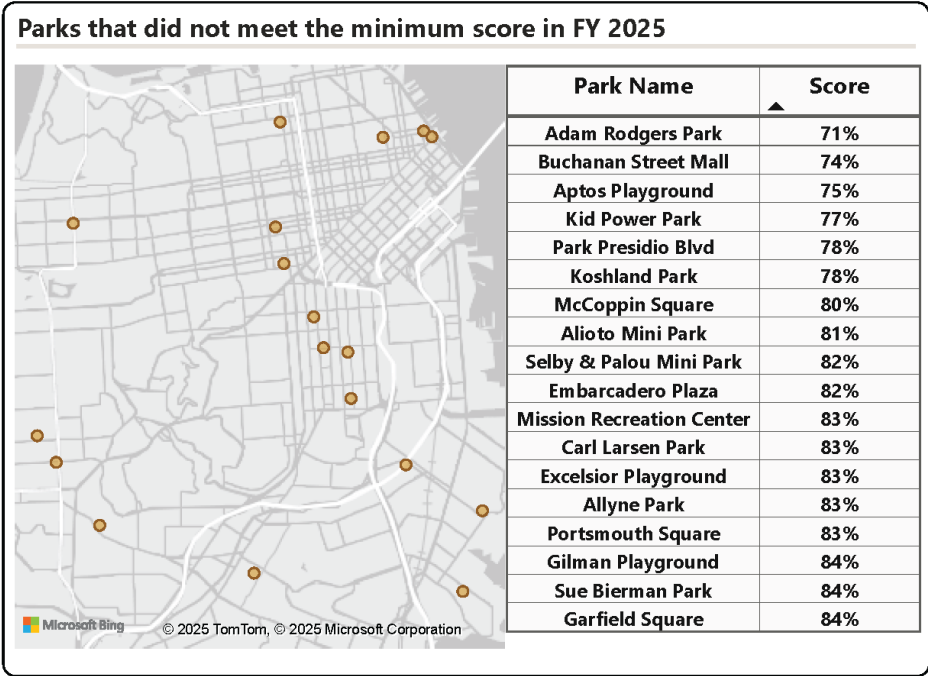 Parks that did not meet the minimum score in FY 2025
Park Name Score
Adam Rodgers Park 71%
Buchanan Street Mall 74%
Aptos Playground 75%
Kid Power Park 77%
Park Presidio Blvd 78%
Koshland Park 78%
McCoppin Square 80%
Alioto Mini Park 81%
Selby & Palou Mini Park 82%
Embarcadero Plaza 82%
Mission Recreation Center 83%
Carl Larsen Park 83%
Excelsior Playground 83%
Allyne Park 83%
Portsmouth Square 83%
Gilman Playground 84%
Sue Bierman Park 84%
Garfield Square 84%
Microsoft Bing
© 2025 TomTom, © 2025 Microsoft Corporation